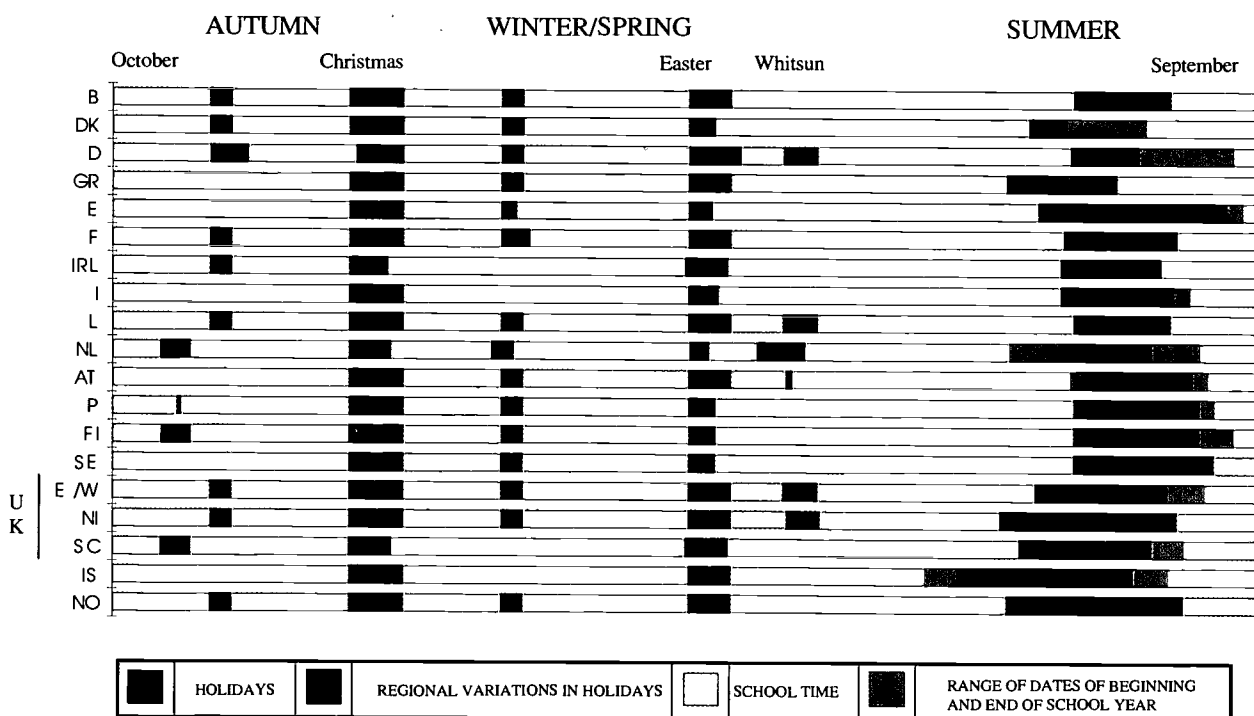 AUTUMN WINTER/SPRING SUMMER
October Christmas Easter Whitsun September
B
DK
D
GR
E
F
IRL
I
L
NL
AT
P
FI
SE
UK
E /W
NI
SC
IS
NO
HOLIDAYS
REGIONAL VARIATIONS IN HOLIDAYS
SCHOOL TIME
RANGE OF DATES OF BEGINNING
AND END OF SCHOOL YEAR